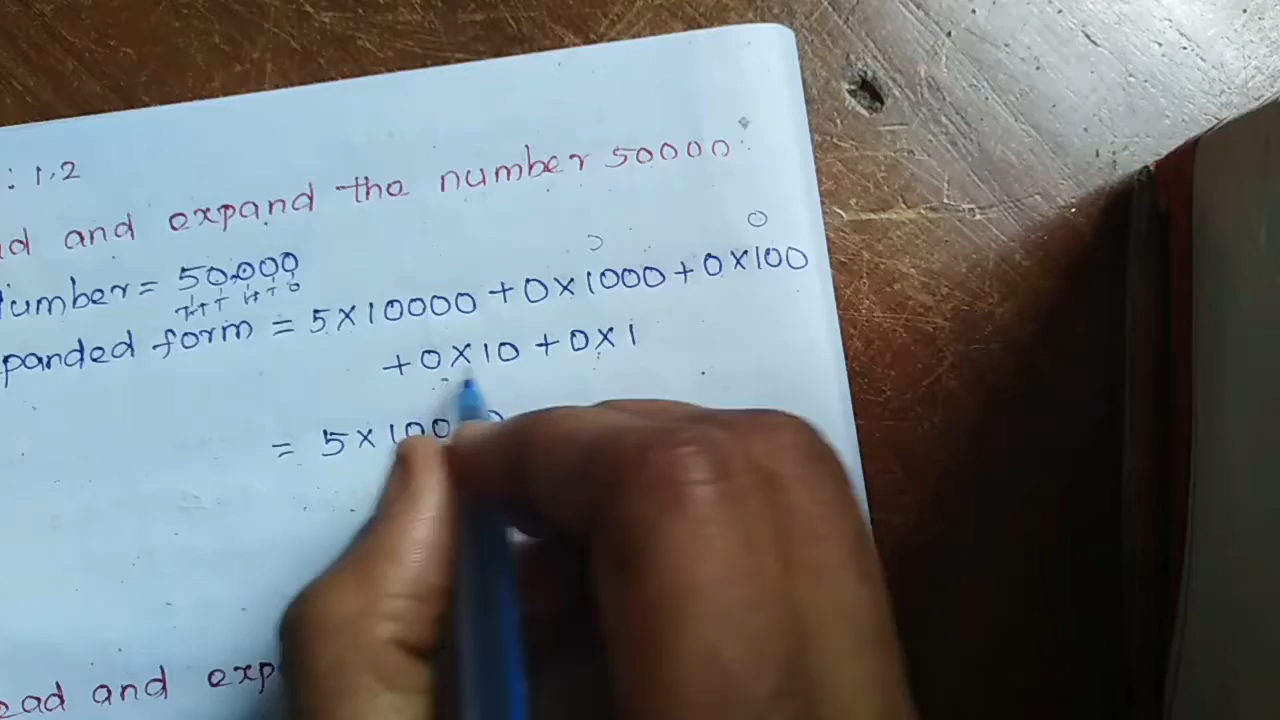 : 1.2
and expand the number 50000:
Number = 50,000
T.T T H T O
panded form = 5×10000 + 0×1000 + 0×100
+ 0×10 + 0×1
= 5×100
ead and exp